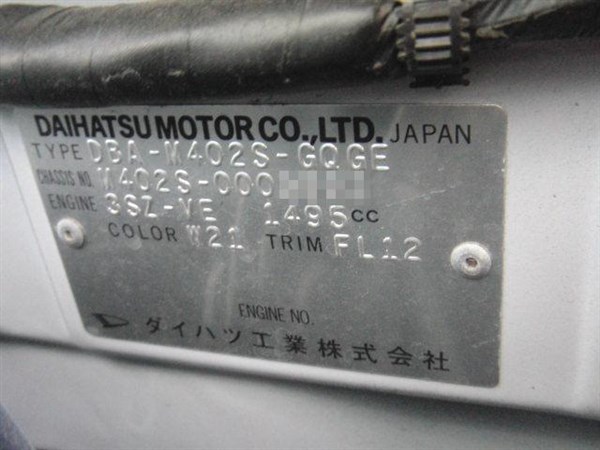 DAIHATSU MOTOR CO.,LTD. JAPAN
TYPE DBA-M402S-GQGE
CHASSIS NO. M402S-000
ENGINE 3SZ-VE 1495cc
COLOR W21 TRIM FL12
ENGINE NO.
ダイハツ工業株式会社